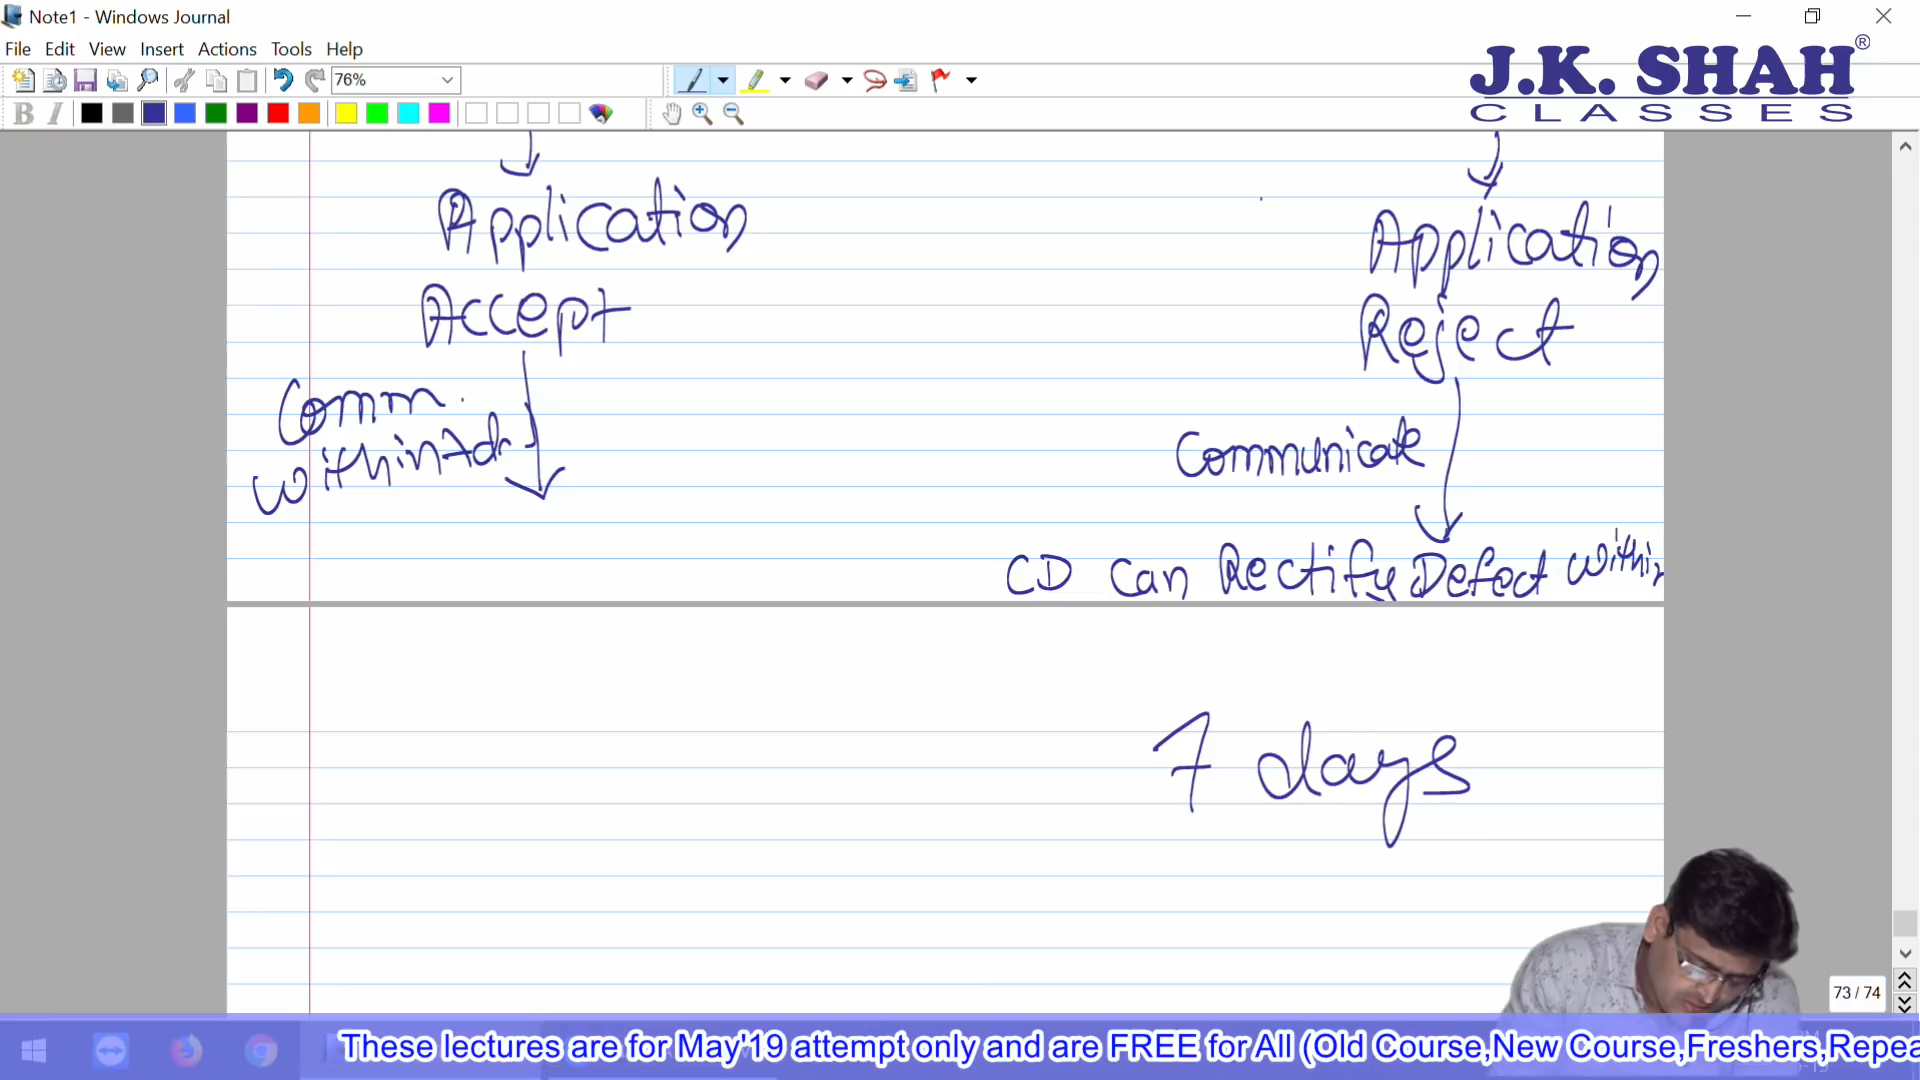 Note1 - Windows Journal
File Edit View Insert Actions Tools Help
J.K. SHAH®
CLASSES
76%
B I
Application
Accept
Comm.
within 7d
Application
Reject
Communicate
CD Can Rectify Defect within
7 days
73 / 74
These lectures are for May'19 attempt only and are FREE for All (Old Course,New Course,Freshers,Repea